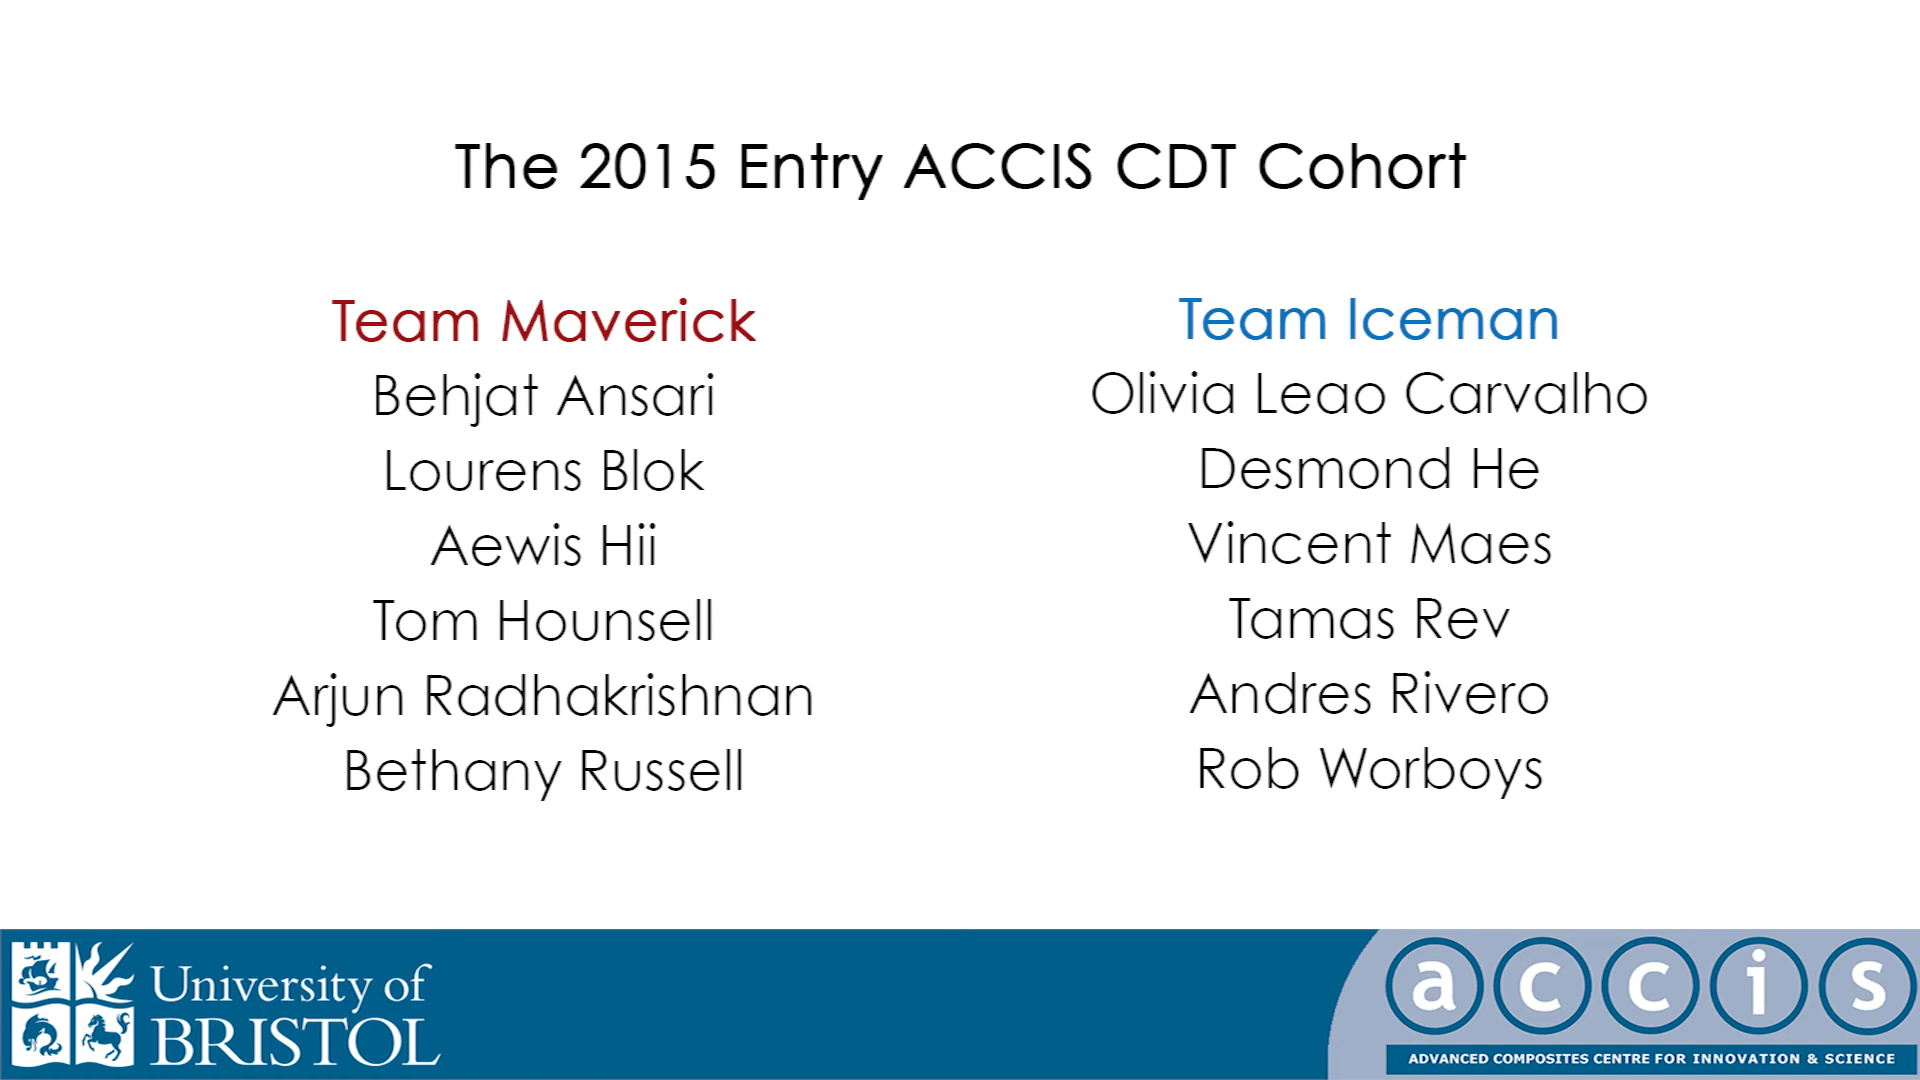 The 2015 Entry ACCIS CDT Cohort
Team Maverick
Behjat Ansari
Lourens Blok
Aewis Hii
Tom Hounsell
Arjun Radhakrishnan
Bethany Russell
Team Iceman
Olivia Leao Carvalho
Desmond He
Vincent Maes
Tamas Rev
Andres Rivero
Rob Worboys
University of
BRISTOL
accis
ADVANCED COMPOSITES CENTRE FOR INNOVATION & SCIENCE